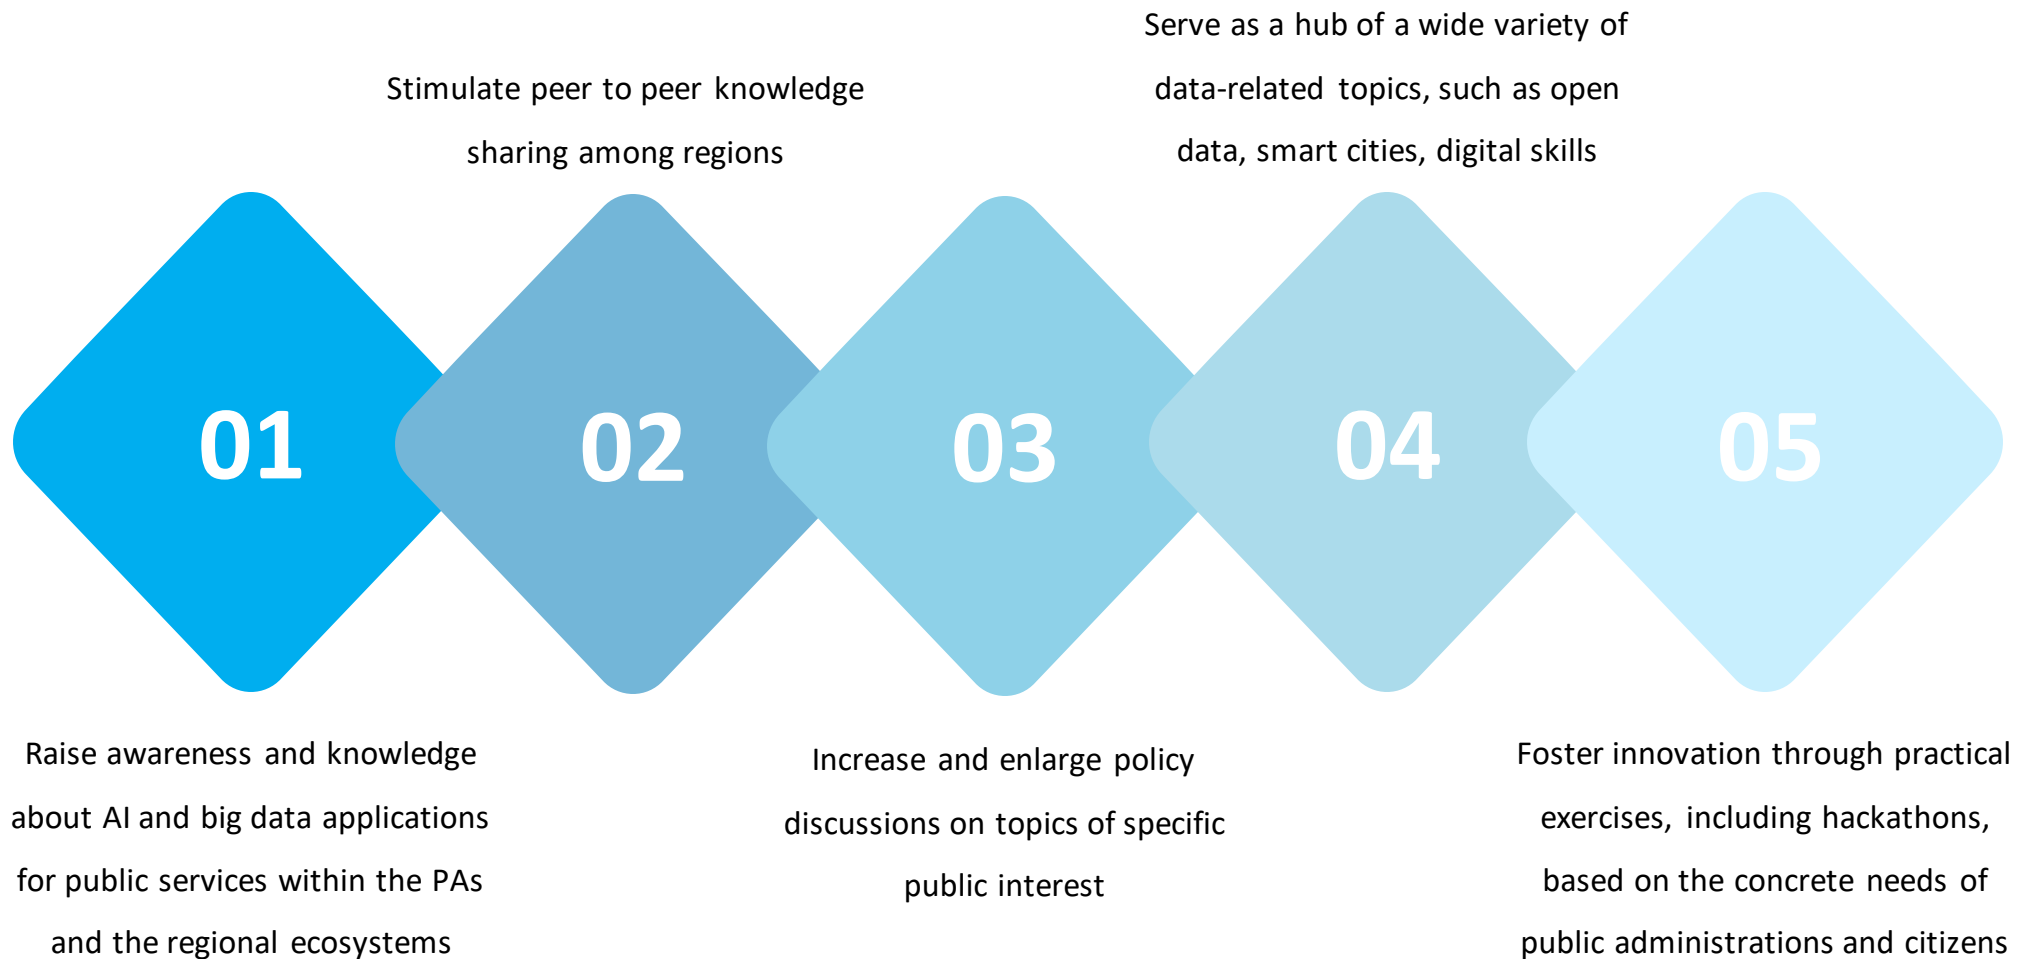 Serve as a hub of a wide variety of
data-related topics, such as open
data, smart cities, digital skills
Stimulate peer to peer knowledge
sharing among regions
01
02
03
04
05
Raise awareness and knowledge
about AI and big data applications
for public services within the PAs
and the regional ecosystems
Increase and enlarge policy
discussions on topics of specific
public interest
Foster innovation through practical
exercises, including hackathons,
based on the concrete needs of
public administrations and citizens